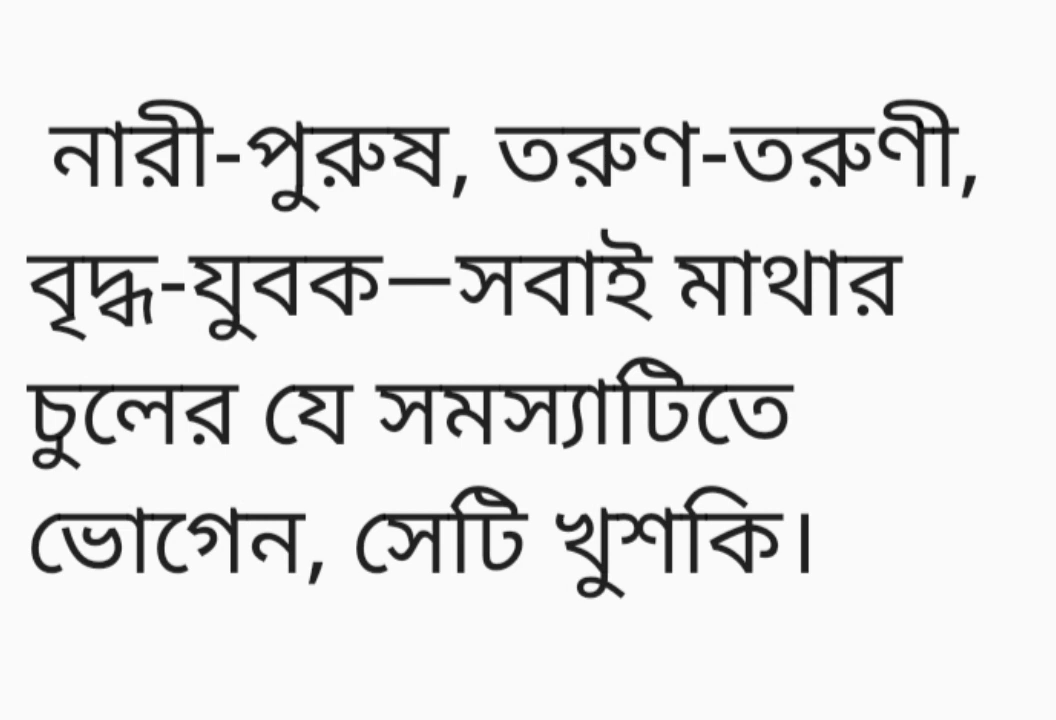 নারী-পুরুষ, তরুণ-তরুণী,
বৃদ্ধ-যুবক—সবাই মাথার
চুলের যে সমস্যাটিতে
ভোগেন, সেটি খুশকি।